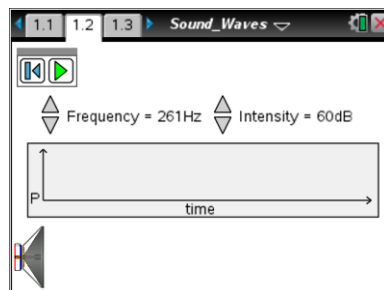 1.1 1.2 1.3 Sound_Waves
Frequency = 261Hz Intensity = 60dB
P
time